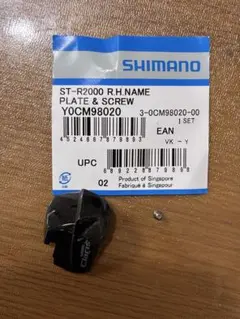 SHIMANO
ST-R2000 R.H.NAME
PLATE & SCREW
Y0CM98020
3-0CM98020-00
1 SET
EAN
VK - Y
UPC
02
Product of Singapore
Fabriqué à Singapour